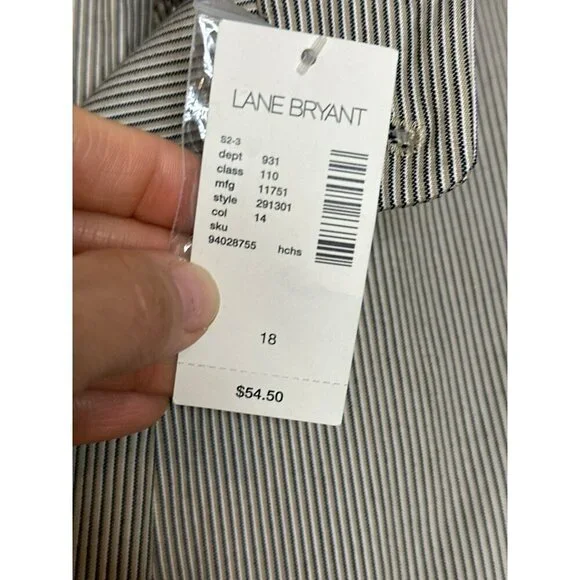 LANE BRYANT
S2-3
dept 931
class 110
mfg 11751
style 291301
col 14
sku
94028755 hchs
18
$54.50